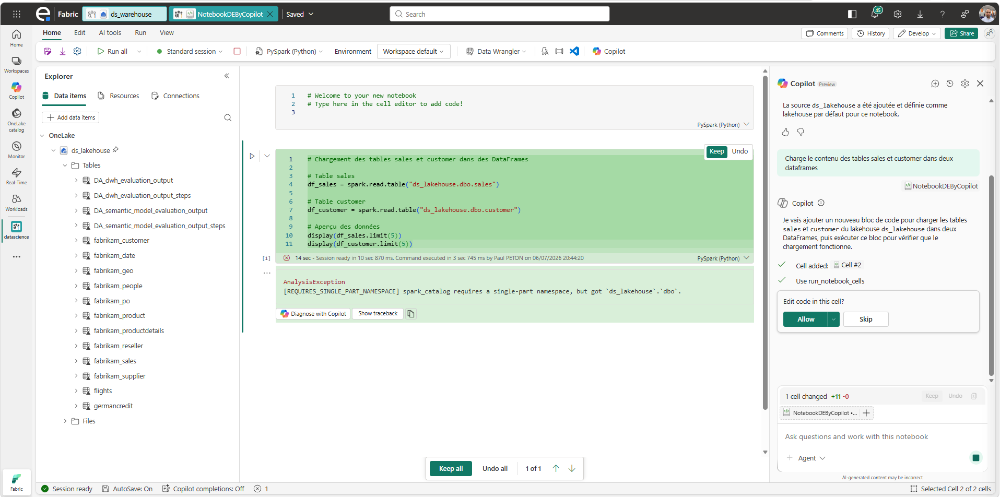 Fabric
ds_warehouse
NotebookDEByCopilot
Saved
Search
45
Home
Edit
AI tools
Run
View
Comments
History
Develop
Share
Run all
Standard session
PySpark (Python)
Environment
Workspace default
Data Wrangler
Copilot
Home
Workspaces
Copilot
OneLake
catalog
Monitor
Real-Time
Workloads
datascience
Fabric
Explorer
Data items
Resources
Connections
Add data items
OneLake
ds_lakehouse
Tables
DA_dwh_evaluation_output
DA_dwh_evaluation_output_steps
DA_semantic_model_evaluation_output
DA_semantic_model_evaluation_output_steps
fabrikam_customer
fabrikam_date
fabrikam_geo
fabrikam_people
fabrikam_po
fabrikam_product
fabrikam_productdetails
fabrikam_reseller
fabrikam_sales
fabrikam_supplier
flights
germancredit
Files
1 # Welcome to your new notebook
2 # Type here in the cell editor to add code!
3
PySpark (Python)
Keep
Undo
1 # Chargement des tables sales et customer dans des DataFrames
2
3 # Table sales
4 df_sales = spark.read.table("ds_lakehouse.dbo.sales")
5
6 # Table customer
7 df_customer = spark.read.table("ds_lakehouse.dbo.customer")
8
9 # Aperçu des données
10 display(df_sales.limit(5))
11 display(df_customer.limit(5))
[1]
14 sec - Session ready in 10 sec 870 ms. Command executed in 3 sec 745 ms by Paul PETON on 06/07/2026 20:44:20
PySpark (Python)
AnalysisException
[REQUIRES_SINGLE_PART_NAMESPACE] spark_catalog requires a single-part namespace, but got `ds_lakehouse`.`dbo`.
Diagnose with Copilot
Show traceback
Keep all
Undo all
1 of 1
Copilot Preview
La source ds_lakehouse a été ajoutée et définie comme
lakehouse par défaut pour ce notebook.
Charge le contenu des tables sales et customer dans deux
dataframes
NotebookDEByCopilot
Copilot
Je vais ajouter un nouveau bloc de code pour charger les tables
sales et customer du lakehouse ds_lakehouse dans deux
DataFrames, puis exécuter ce bloc pour vérifier que le
chargement fonctionne.
Cell added: Cell #2
Use run_notebook_cells
Edit code in this cell?
Allow
Skip
1 cell changed +11 -0
Keep
Undo
NotebookDEByCopilot •...
Ask questions and work with this notebook
Agent
AI-generated content may be incorrect
Session ready
AutoSave: On
Copilot completions: Off
1
Selected Cell 2 of 2 cells